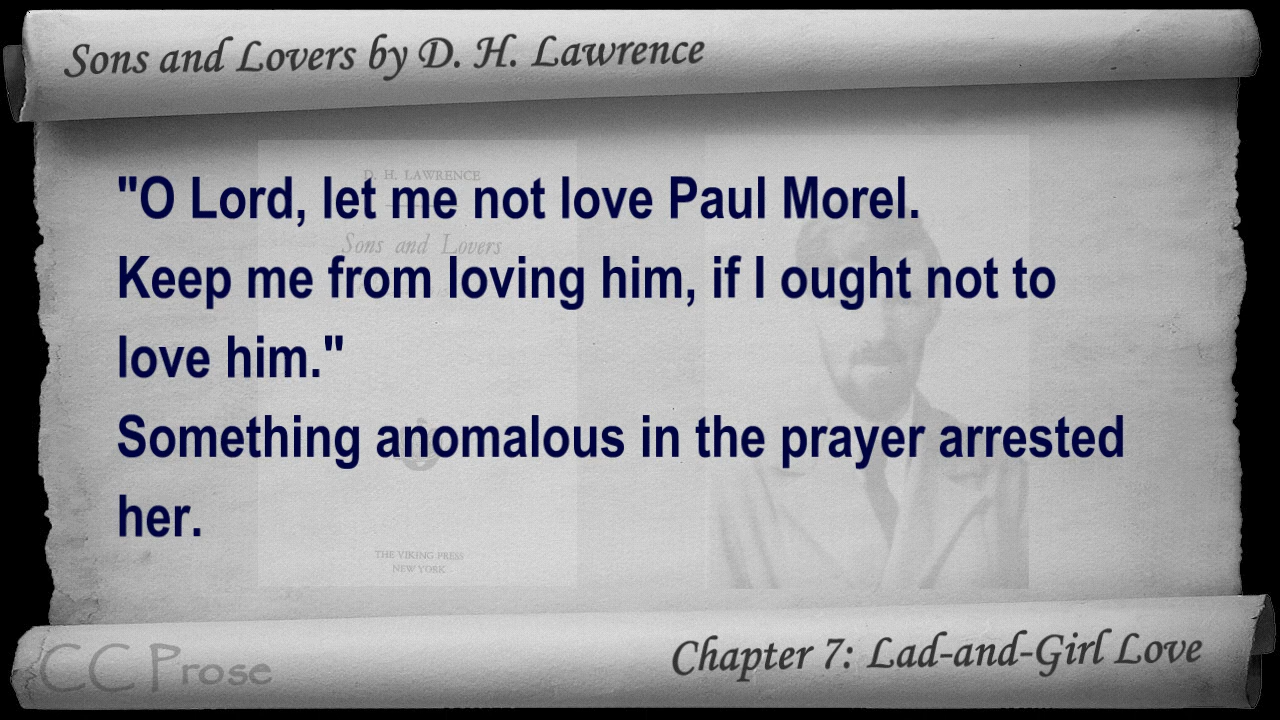 Sons and Lovers by D. H. Lawrence
D. H. LAWRENCE
"O Lord, let me not love Paul Morel.
Sons and Lovers
Keep me from loving him, if I ought not to
love him."
Something anomalous in the prayer arrested
her.
THE VIKING PRESS
NEW YORK
CC Prose
Chapter 7: Lad-and-Girl Love